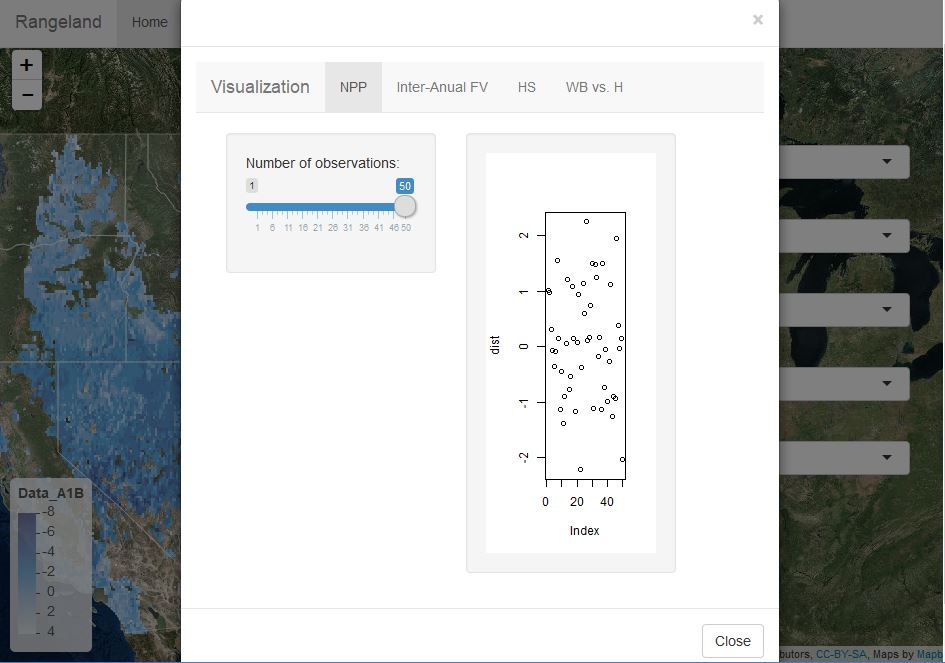 Rangeland Home
×
+
−
Visualization NPP Inter-Anual FV HS WB vs. H
Number of observations:
1 50
1 6 11 16 21 26 31 36 41 46 50
2
1
0
-1
-2
dist
0 20 40
Index
Data_A1B
-8
-6
-4
-2
0
2
4
Close
butors, CC-BY-SA, Maps by Mapb